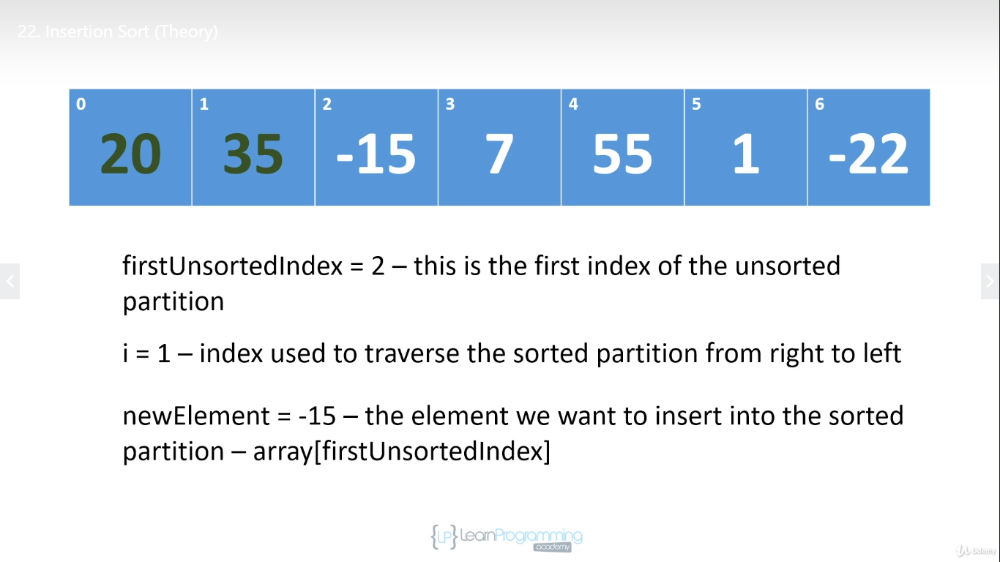 22. Insertion Sort (Theory)
0 1 2 3 4 5 6
20 35 -15 7 55 1 -22
firstUnsortedIndex = 2 – this is the first index of the unsorted
partition
i = 1 – index used to traverse the sorted partition from right to left
newElement = -15 – the element we want to insert into the sorted
partition – array[firstUnsortedIndex]
{LP} LearnProgramming
.academy
Udemy